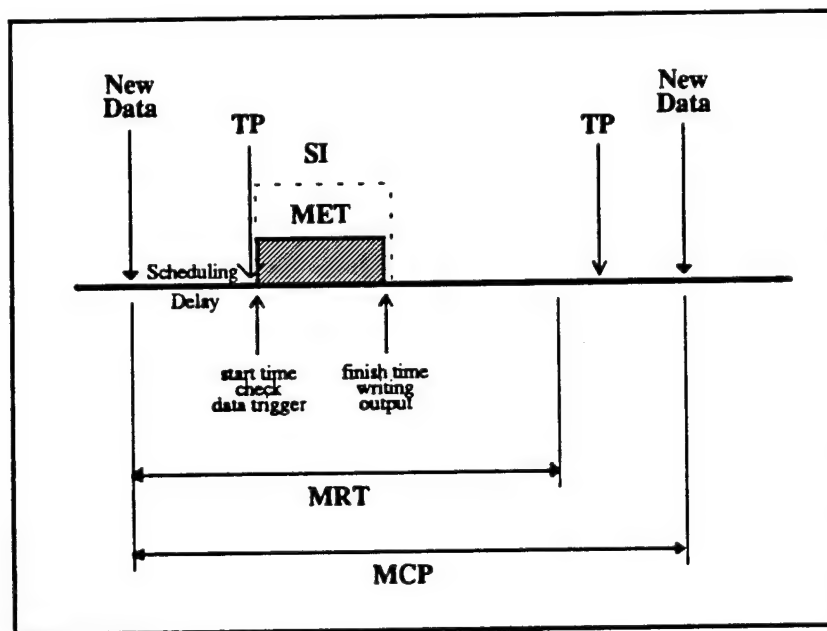 New
Data
TP
SI
MET
TP
New
Data
Scheduling
Delay
start time
check
data trigger
finish time
writing
output
MRT
MCP